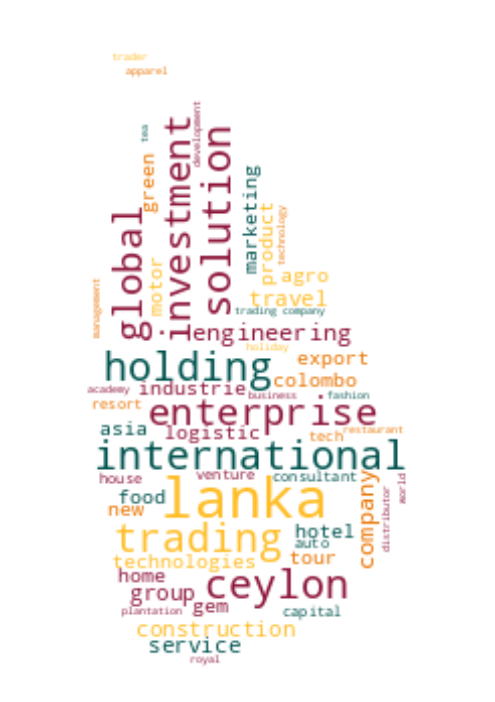 trader
apparel
development
tea
investment
solution
green
marketing
global
product
technology
motor
agro
management
travel
trading company
engineering
holiday
holding
export
colombo
academy
industrie
business
fashion
resort
enterprise
asia
logistic
tech
restaurant
international
house
venture
consultant
world
company
lanka
food
new
distributor
trading
hotel
auto
tour
technologies
home
ceylon
group
gem
plantation
capital
construction
service
royal